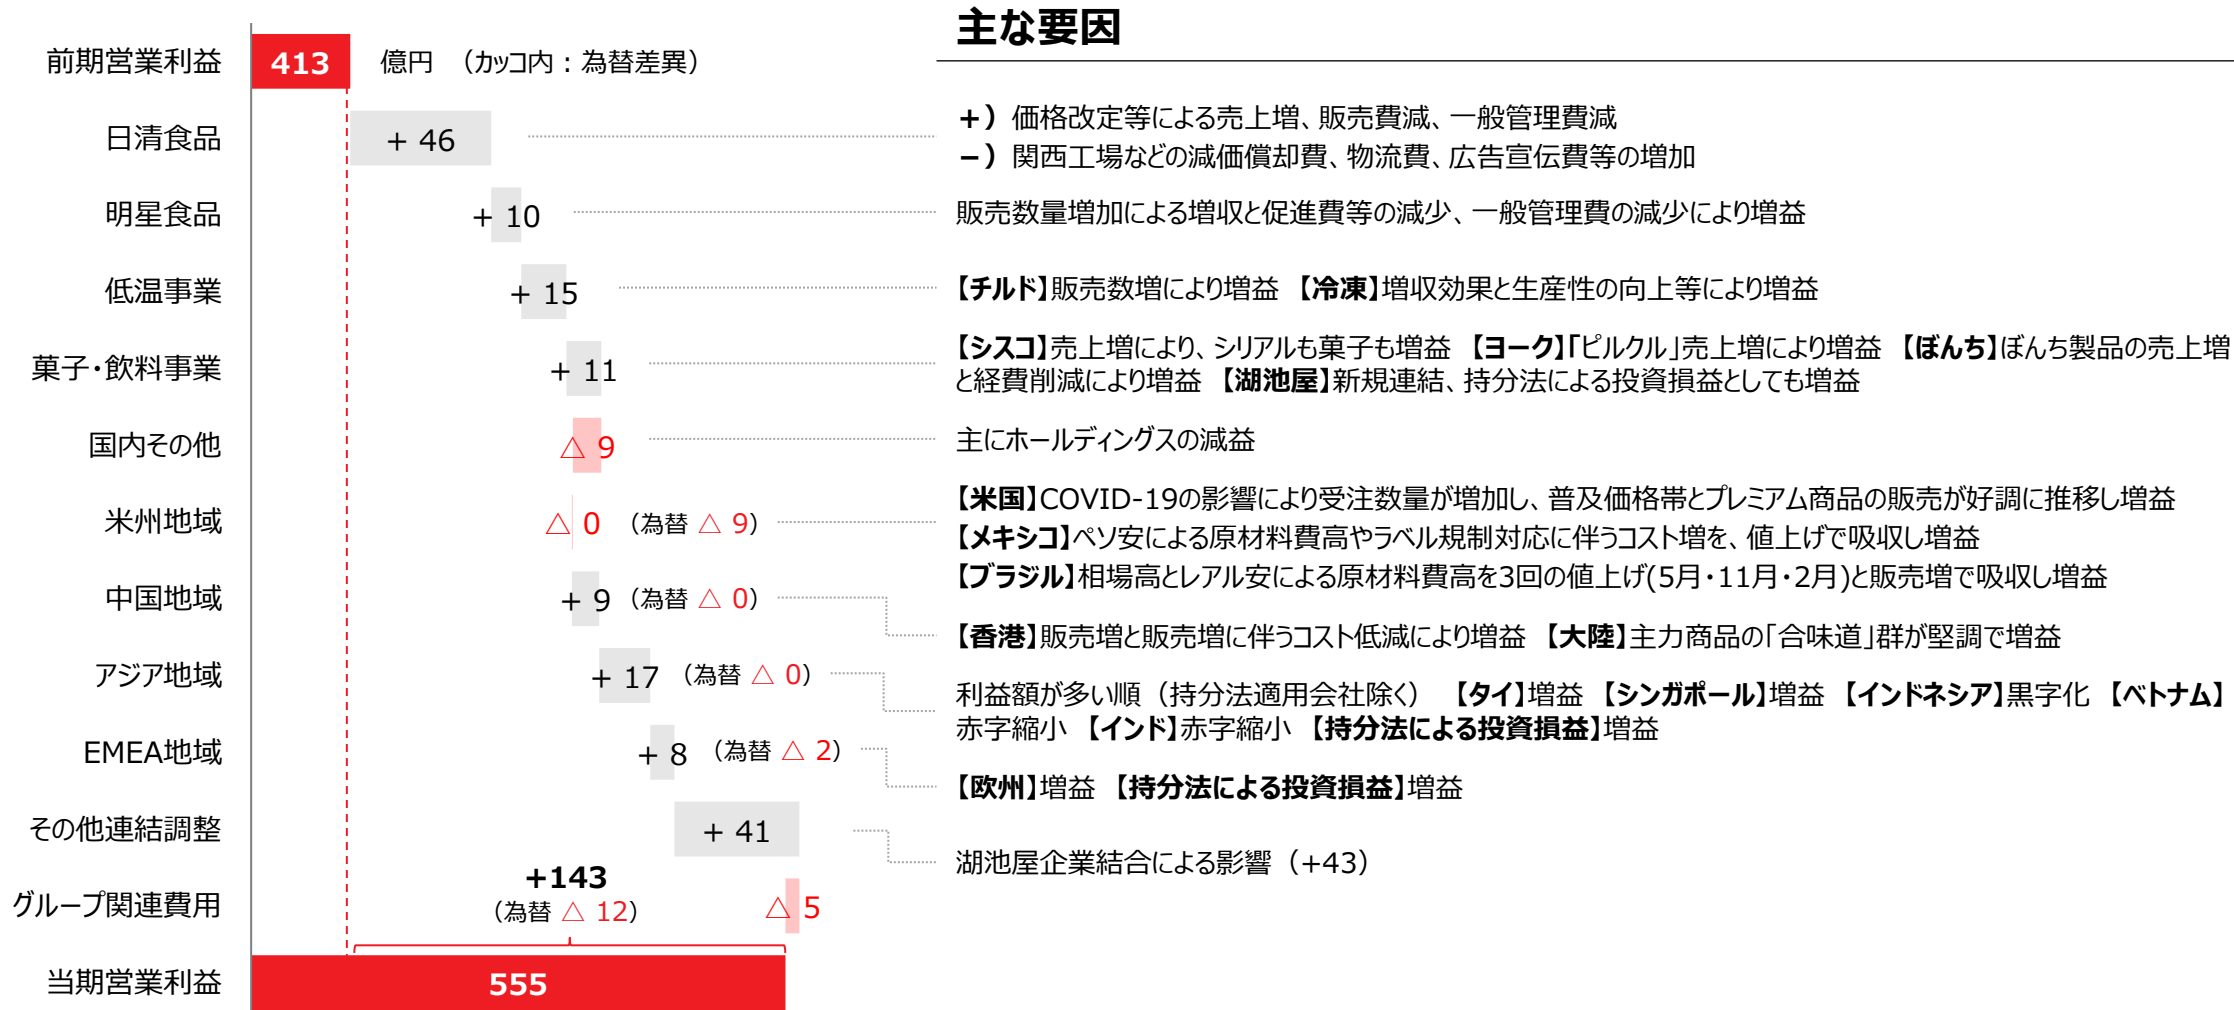 主な要因
前期営業利益 413 億円 （カッコ内：為替差異）
日清食品 + 46
+）価格改定等による売上増、販売費減、一般管理費減
−）関西工場などの減価償却費、物流費、広告宣伝費等の増加
明星食品 + 10 販売数量増加による増収と促進費等の減少、一般管理費の減少により増益
低温事業 + 15 【チルド】販売数増により増益 【冷凍】増収効果と生産性の向上等により増益
菓子・飲料事業 + 11
【シスコ】売上増により、シリアルも菓子も増益 【ヨーク】「ピルクル」売上増により増益 【ぼんち】ぼんち製品の売上増
と経費削減により増益 【湖池屋】新規連結、持分法による投資損益としても増益
国内その他 △ 9 主にホールディングスの減益
米州地域 △ 0 （為替 △ 9）
【米国】COVID-19の影響により受注数量が増加し、普及価格帯とプレミアム商品の販売が好調に推移し増益
【メキシコ】ペソ安による原材料費高やラベル規制対応に伴うコスト増を、値上げで吸収し増益
【ブラジル】相場高とレアル安による原材料費高を3回の値上げ(5月・11月・2月)と販売増で吸収し増益
中国地域 + 9 （為替 △ 0）
【香港】販売増と販売増に伴うコスト低減により増益 【大陸】主力商品の「合味道」群が堅調で増益
アジア地域 + 17 （為替 △ 0）
利益額が多い順（持分法適用会社除く） 【タイ】増益 【シンガポール】増益 【インドネシア】黒字化 【ベトナム】
赤字縮小 【インド】赤字縮小 【持分法による投資損益】増益
EMEA地域 + 8 （為替 △ 2）
【欧州】増益 【持分法による投資損益】増益
その他連結調整 + 41
湖池屋企業結合による影響（+43）
グループ関連費用 △ 5
+143
（為替 △ 12）
当期営業利益 555